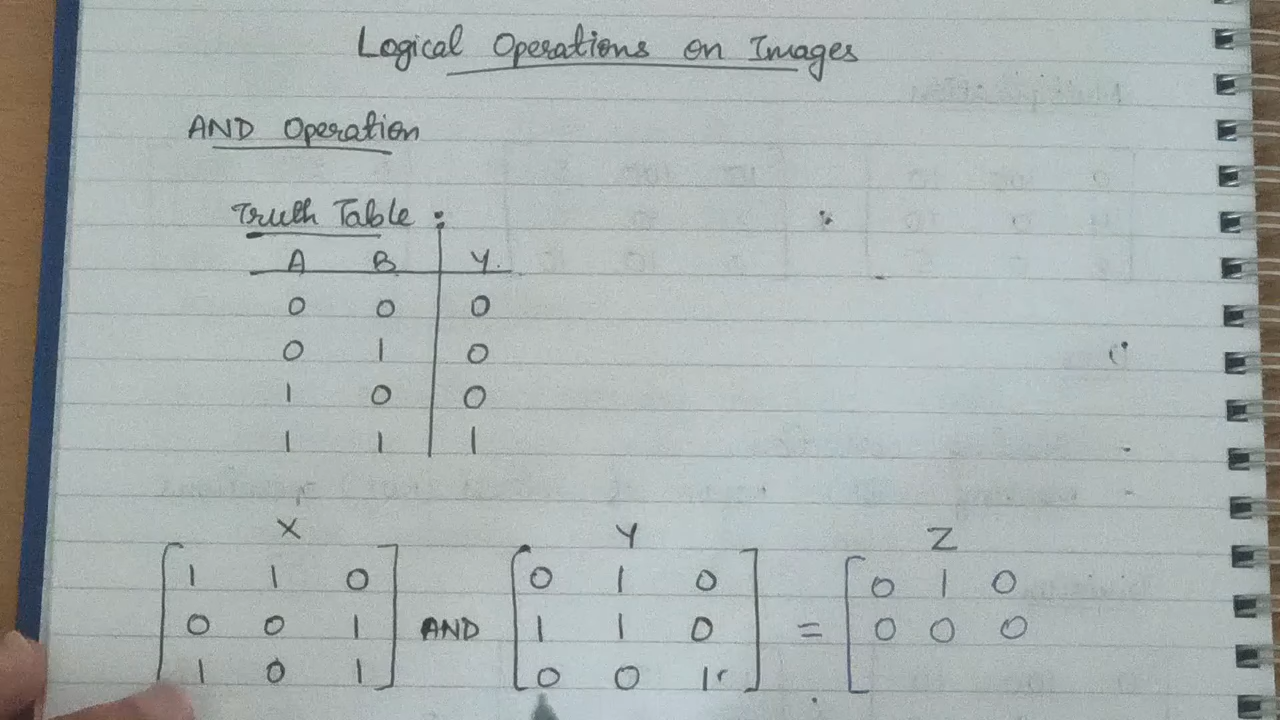 Logical Operations on Images
AND Operation
Truth Table :
A B Y
0 0 0
0 1 0
1 0 0
1 1 1
X Y Z
1 1 0 0 1 0 0 1 0
0 0 1 AND 1 1 0 = 0 0 0
1 0 1 0 0 1